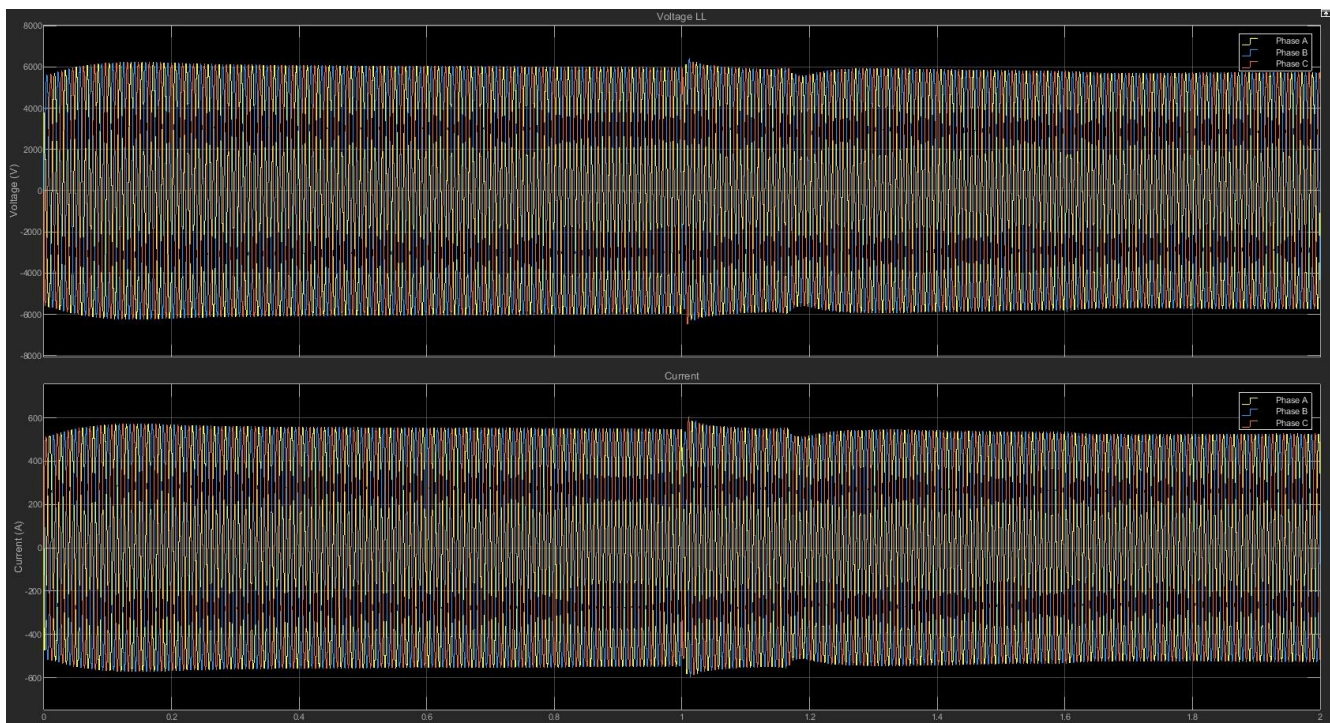 Voltage LL
8000
6000
4000
2000
0
-2000
-4000
-6000
-8000
Voltage (V)
Phase A
Phase B
Phase C
Current
600
400
200
0
-200
-400
-600
Current (A)
Phase A
Phase B
Phase C
0 0.2 0.4 0.6 0.8 1 1.2 1.4 1.6 1.8 2